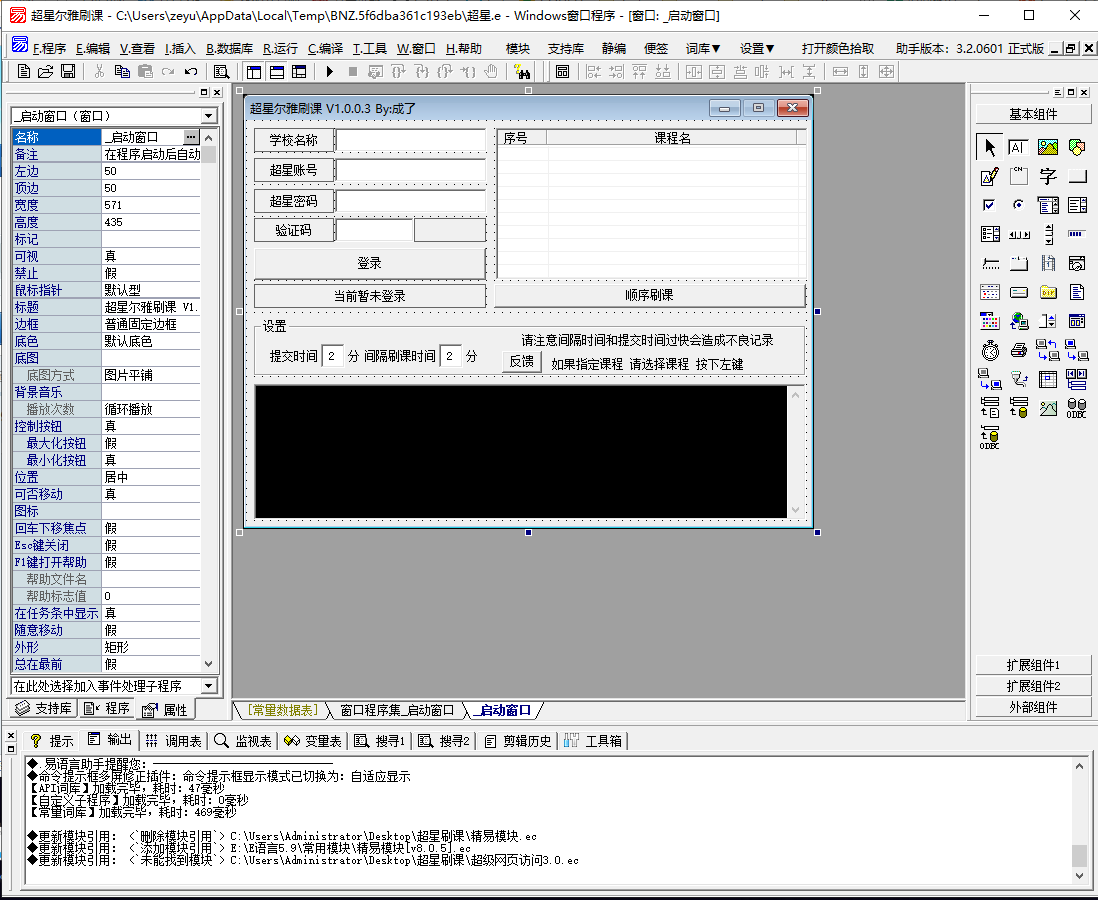 超星尔雅刷课 - C:\Users\zeyu\AppData\Local\Temp\BNZ.5f6dba361c193eb\超星.e - Windows窗口程序 - [窗口: _启动窗口]
F.程序 E.编辑 V.查看 I.插入 B.数据库 R.运行 C.编译 T.工具 W.窗口 H.帮助 模块 支持库 静编 便签 词库▼ 设置▼ 打开颜色拾取 助手版本: 3.2.0601 正式版
_启动窗口（窗口）
名称 _启动窗口 ...
备注 在程序启动后自动
左边 50
顶边 50
宽度 571
高度 435
标记
可视 真
禁止 假
鼠标指针 默认型
标题 超星尔雅刷课 V1.
边框 普通固定边框
底色 默认底色
底图
底图方式 图片平铺
背景音乐
播放次数 循环播放
控制按钮 真
最大化按钮 假
最小化按钮 真
位置 居中
可否移动 真
图标
回车下移焦点 假
Esc键关闭 假
F1键打开帮助 假
帮助文件名
帮助标志值 0
在任务条中显示 真
随意移动 假
外形 矩形
总在最前 假
在此处选择加入事件处理子程序
支持库 程序 属性
超星尔雅刷课 V1.0.0.3 By:成了
学校名称
超星账号
超星密码
验证码
登录
当前暂未登录
序号 课程名
顺序刷课
设置
提交时间 2 分 间隔刷课时间 2 分
请注意间隔时间和提交时间过快会造成不良记录
反馈 如果指定课程 请选择课程 按下左键
[常量数据表] 窗口程序集_启动窗口 _启动窗口
基本组件
扩展组件1
扩展组件2
外部组件
提示 输出 调用表 监视表 变量表 搜寻1 搜寻2 剪辑历史 工具箱
◆.易语言助手提醒您: ————————————————
◆命令提示框多屏修正插件: 命令提示框显示模式已切换为: 自适应显示
【API词库】加载完毕，耗时: 47毫秒
【自定义子程序】加载完毕，耗时: 0毫秒
【常量词库】加载完毕，耗时: 469毫秒
◆更新模块引用: <`删除模块引用`> C:\Users\Administrator\Desktop\超星刷课\精易模块.ec
◆更新模块引用: <`添加模块引用`> E:\E语言5.9\常用模块\精易模块[v8.0.5].ec
◆更新模块引用: <`未能找到模块`> C:\Users\Administrator\Desktop\超星刷课\超级网页访问3.0.ec